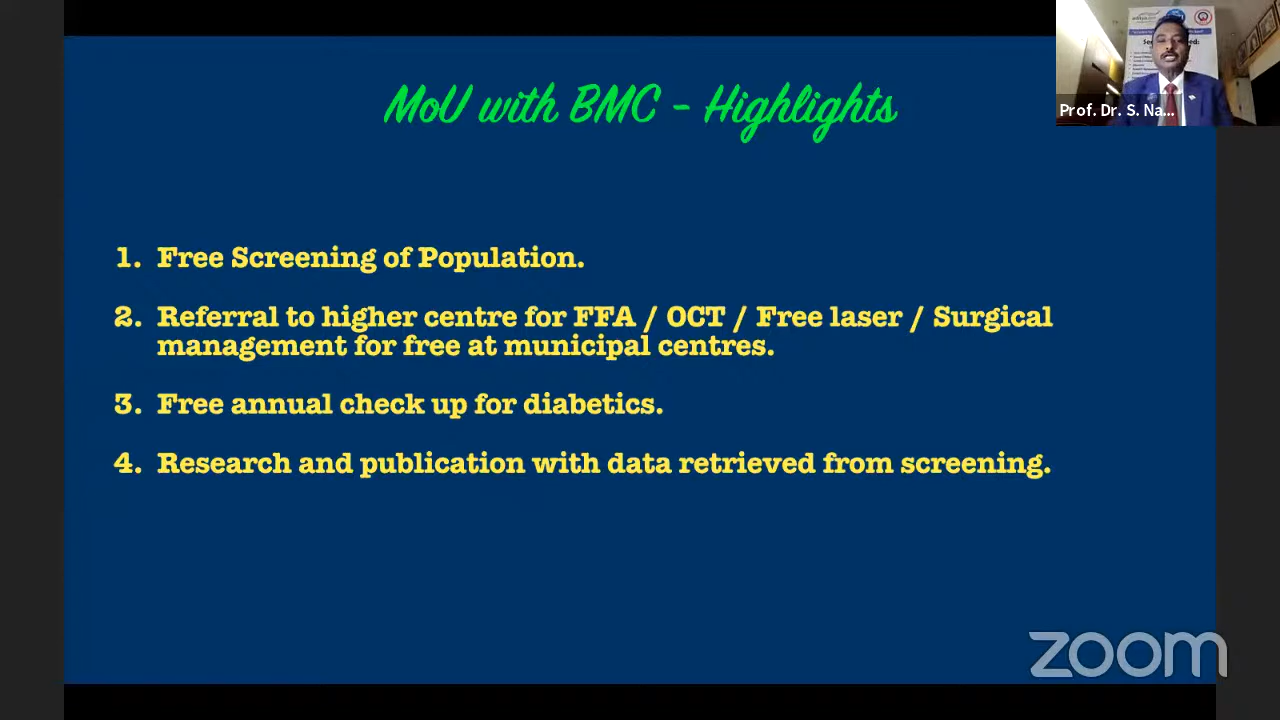 MoU with BMC - Highlights
Prof. Dr. S. Na...
1. Free Screening of Population.
2. Referral to higher centre for FFA / OCT / Free laser / Surgical
management for free at municipal centres.
3. Free annual check up for diabetics.
4. Research and publication with data retrieved from screening.
zoom